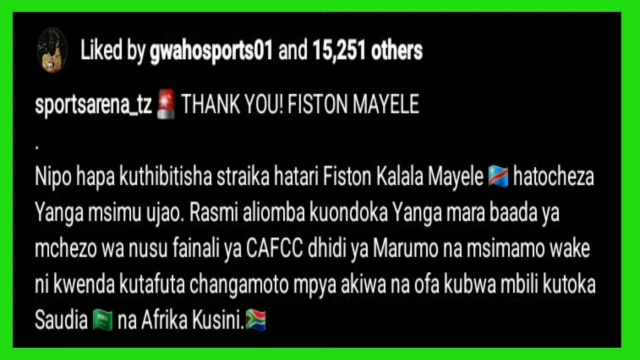 Liked by gwahosports01 and 15,251 others
sportsarena_tz 🚨 THANK YOU! FISTON MAYELE
.
Nipo hapa kuthibitisha straika hatari Fiston Kalala Mayele 🇨🇩 hatocheza
Yanga msimu ujao. Rasmi aliomba kuondoka Yanga mara baada ya
mchezo wa nusu fainali ya CAFCC dhidi ya Marumo na msimamo wake
ni kwenda kutafuta changamoto mpya akiwa na ofa kubwa mbili kutoka
Saudia 🇸🇦 na Afrika Kusini.🇿🇦